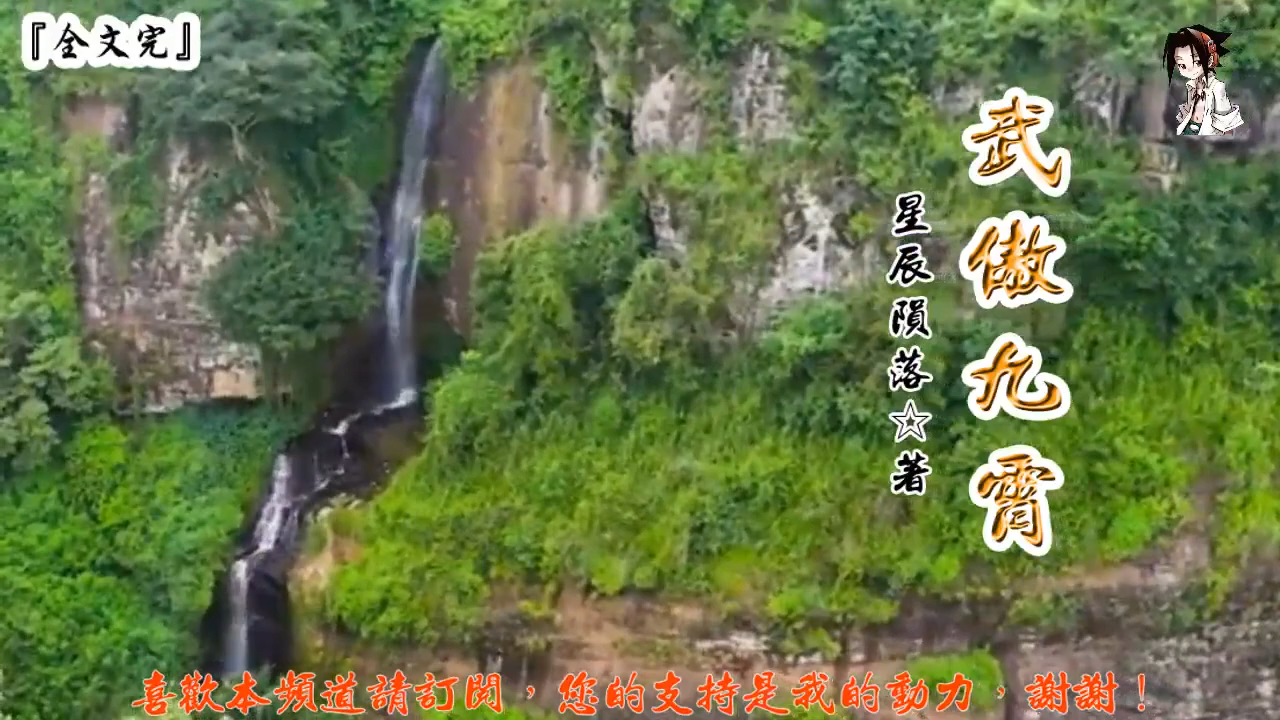 『全文完』
武傲九霄
星辰隕落☆著
喜歡本頻道請訂閱，您的支持是我的動力，謝謝！